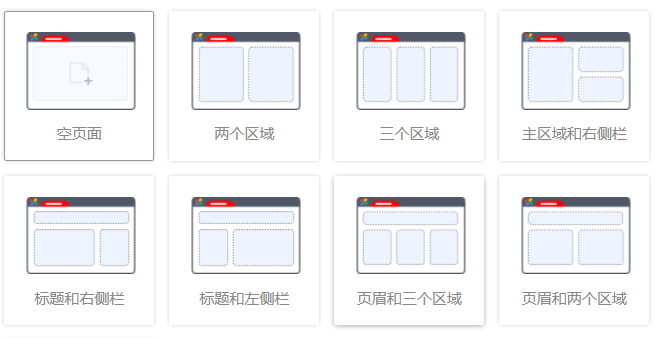 空页面
两个区域
三个区域
主区域和右侧栏
标题和右侧栏
标题和左侧栏
页眉和三个区域
页眉和两个区域